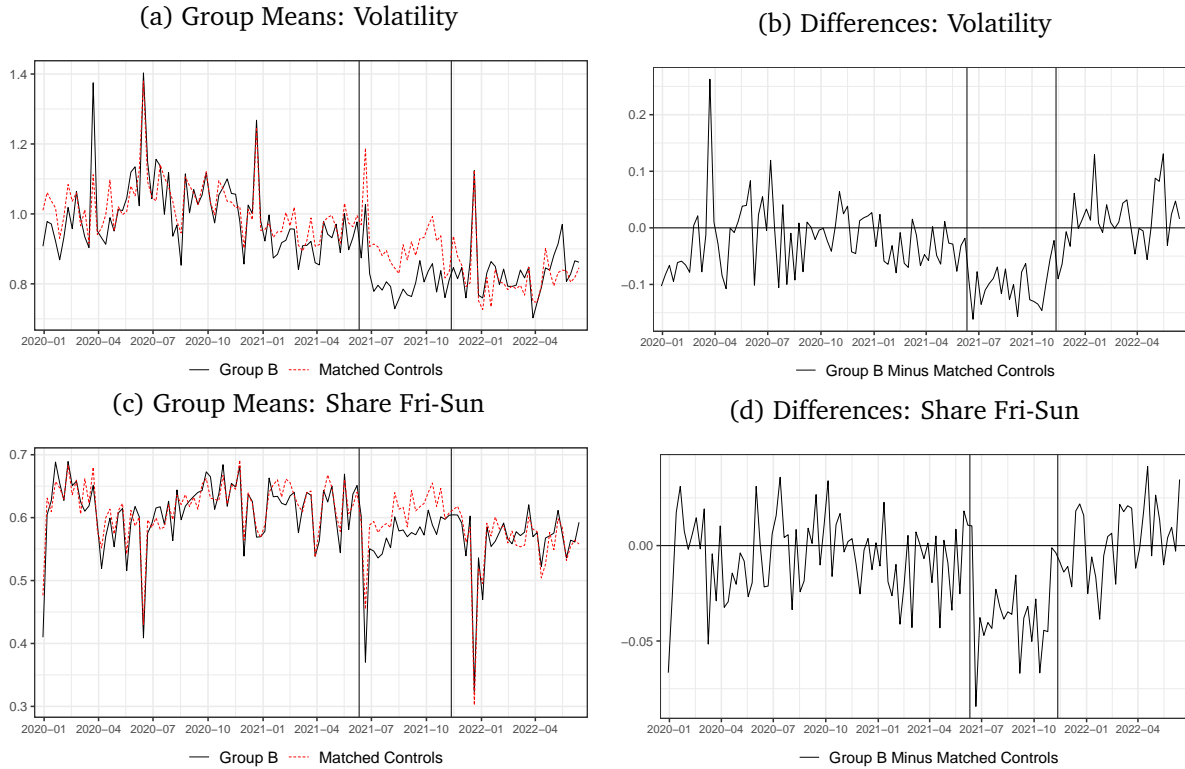 (a) Group Means: Volatility
1.4
1.2
1.0
0.8
2020−01 2020−04 2020−07 2020−10 2021−01 2021−04 2021−07 2021−10 2022−01 2022−04
Group B Matched Controls
(b) Differences: Volatility
0.2
0.1
0.0
−0.1
2020−01 2020−04 2020−07 2020−10 2021−01 2021−04 2021−07 2021−10 2022−01 2022−04
Group B Minus Matched Controls
(c) Group Means: Share Fri-Sun
0.7
0.6
0.5
0.4
0.3
2020−01 2020−04 2020−07 2020−10 2021−01 2021−04 2021−07 2021−10 2022−01 2022−04
Group B Matched Controls
(d) Differences: Share Fri-Sun
0.00
−0.05
2020−01 2020−04 2020−07 2020−10 2021−01 2021−04 2021−07 2021−10 2022−01 2022−04
Group B Minus Matched Controls